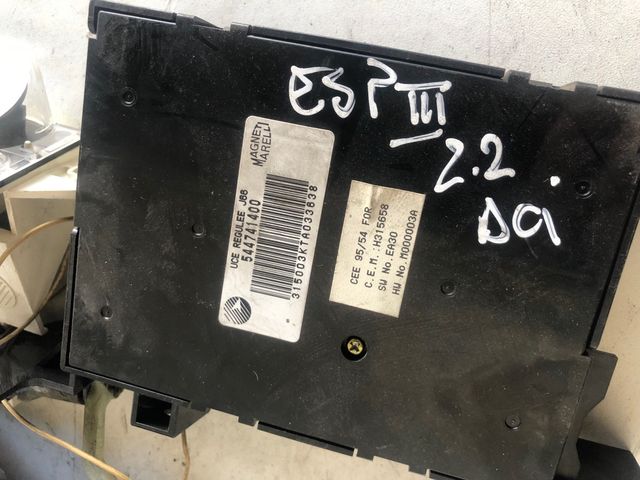 ESP III
2.2
DCI
MAGNETI
MARELLI
UCE REGULEE J66
544741400
315003KTA033638
CEE 95/54 FOR
C.E.M.:H315658
SW No.EA30
HW No.M000003A